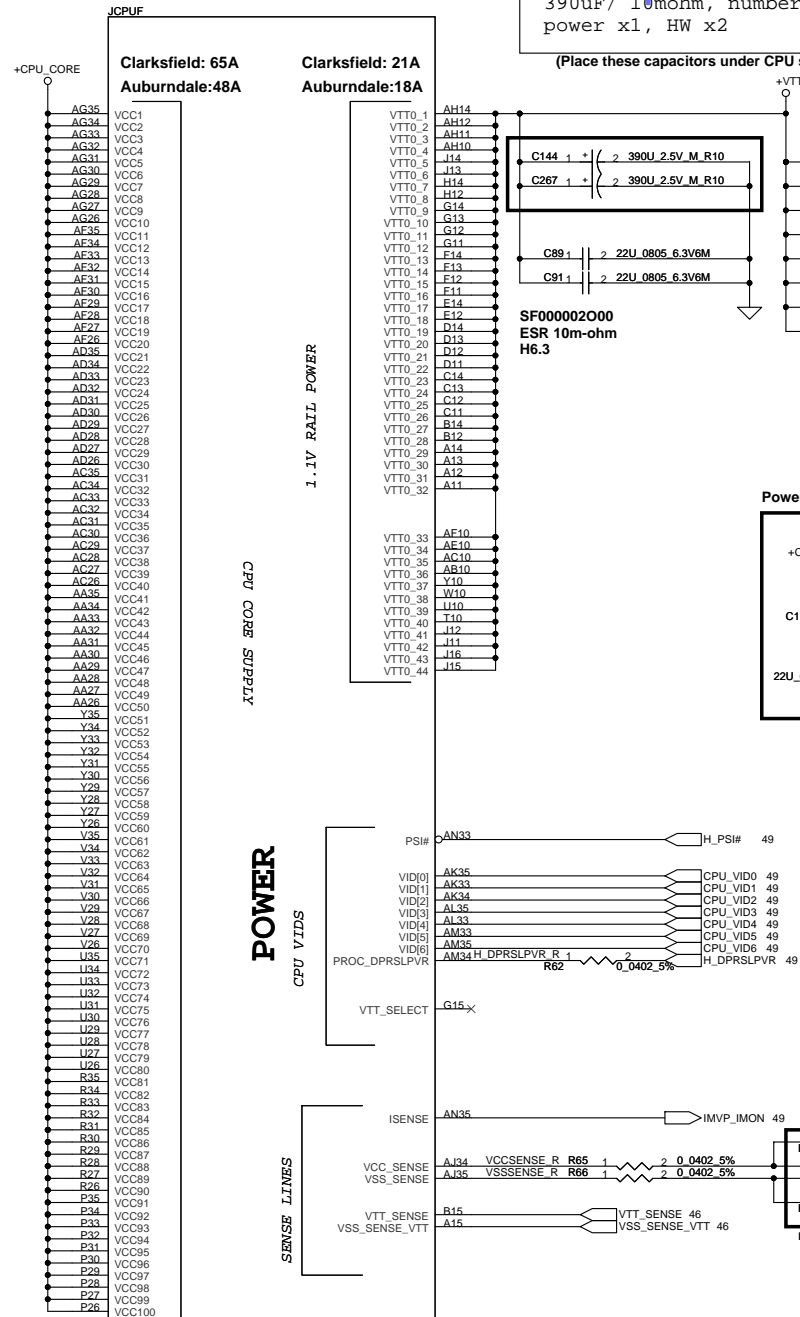 390uF/ 10mohm, number
power x1, HW x2
(Place these capacitors under CPU s
JCPUF
+CPU_CORE
Clarksfield: 65A
Auburndale:48A
Clarksfield: 21A
Auburndale:18A
+VTT
AG35 VCC1
AG34 VCC2
AG33 VCC3
AG32 VCC4
AG31 VCC5
AG30 VCC6
AG29 VCC7
AG28 VCC8
AG27 VCC9
AG26 VCC10
AF35 VCC11
AF34 VCC12
AF33 VCC13
AF32 VCC14
AF31 VCC15
AF30 VCC16
AF29 VCC17
AF28 VCC18
AF27 VCC19
AF26 VCC20
AD35 VCC21
AD34 VCC22
AD33 VCC23
AD32 VCC24
AD31 VCC25
AD30 VCC26
AD29 VCC27
AD28 VCC28
AD27 VCC29
AD26 VCC30
AC35 VCC31
AC34 VCC32
AC33 VCC33
AC32 VCC34
AC31 VCC35
AC30 VCC36
AC29 VCC37
AC28 VCC38
AC27 VCC39
AC26 VCC40
AA35 VCC41
AA34 VCC42
AA33 VCC43
AA32 VCC44
AA31 VCC45
AA30 VCC46
AA29 VCC47
AA28 VCC48
AA27 VCC49
AA26 VCC50
Y35 VCC51
Y34 VCC52
Y33 VCC53
Y32 VCC54
Y31 VCC55
Y30 VCC56
Y29 VCC57
Y28 VCC58
Y27 VCC59
Y26 VCC60
V35 VCC61
V34 VCC62
V33 VCC63
V32 VCC64
V31 VCC65
V30 VCC66
V29 VCC67
V28 VCC68
V27 VCC69
V26 VCC70
U35 VCC71
U34 VCC72
U33 VCC73
U32 VCC74
U31 VCC75
U30 VCC76
U29 VCC77
U28 VCC78
U27 VCC79
U26 VCC80
R35 VCC81
R34 VCC82
R33 VCC83
R32 VCC84
R31 VCC85
R30 VCC86
R29 VCC87
R28 VCC88
R27 VCC89
R26 VCC90
P35 VCC91
P34 VCC92
P33 VCC93
P32 VCC94
P31 VCC95
P30 VCC96
P29 VCC97
P28 VCC98
P27 VCC99
P26 VCC100
CPU CORE SUPPLY
POWER
1.1V RAIL POWER
VTT0_1 AH14
VTT0_2 AH12
VTT0_3 AH11
VTT0_4 AH10
VTT0_5 J14
VTT0_6 J13
VTT0_7 H14
VTT0_8 H12
VTT0_9 G14
VTT0_10 G13
VTT0_11 G12
VTT0_12 G11
VTT0_13 F14
VTT0_14 F13
VTT0_15 F12
VTT0_16 F11
VTT0_17 E14
VTT0_18 E12
VTT0_19 D14
VTT0_20 D13
VTT0_21 D12
VTT0_22 D11
VTT0_23 C14
VTT0_24 C13
VTT0_25 C12
VTT0_26 C11
VTT0_27 B14
VTT0_28 B12
VTT0_29 A14
VTT0_30 A13
VTT0_31 A12
VTT0_32 A11
VTT0_33 AF10
VTT0_34 AE10
VTT0_35 AC10
VTT0_36 AB10
VTT0_37 Y10
VTT0_38 W10
VTT0_39 U10
VTT0_40 T10
VTT0_41 J12
VTT0_42 J11
VTT0_43 J16
VTT0_44 J15
C144 1 + 2 390U_2.5V_M_R10
C267 1 + 2 390U_2.5V_M_R10
C89 1 2 22U_0805_6.3V6M
C91 1 2 22U_0805_6.3V6M
SF000002O00
ESR 10m-ohm
H6.3
Powe
+C
C1
22U_
CPU VIDS
PSI# AN33 H_PSI# 49
VID[0] AK35 CPU_VID0 49
VID[1] AK33 CPU_VID1 49
VID[2] AK34 CPU_VID2 49
VID[3] AL35 CPU_VID3 49
VID[4] AL33 CPU_VID4 49
VID[5] AM33 CPU_VID5 49
VID[6] AM35 CPU_VID6 49
PROC_DPRSLPVR AM34 H_DPRSLPVR_R 1 2 H_DPRSLPVR 49
R62 0_0402_5%
VTT_SELECT G15
SENSE LINES
ISENSE AN35 IMVP_IMON 49
VCC_SENSE AJ34 VCCSENSE_R R65 1 2 0_0402_5%
VSS_SENSE AJ35 VSSSENSE_R R66 1 2 0_0402_5%
VTT_SENSE B15 VTT_SENSE 46
VSS_SENSE_VTT A15 VSS_SENSE_VTT 46